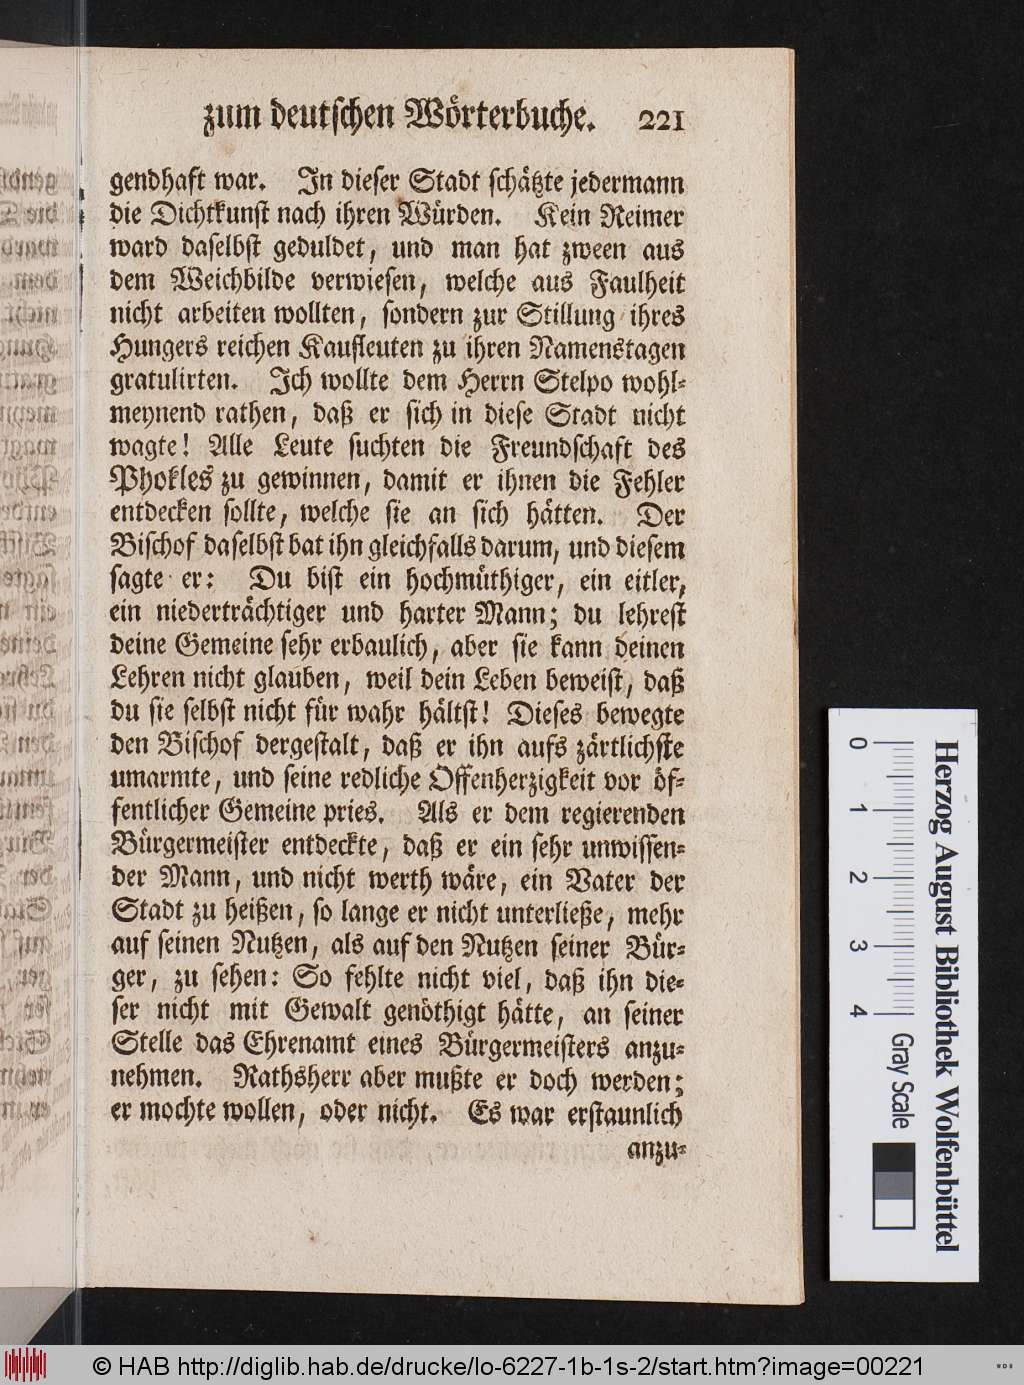 zum deutschen Wörterbuche. 221
gendhaft war. In dieser Stadt schätzte jedermann
die Dichtkunst nach ihren Würden. Kein Reimer
ward daselbst geduldet, und man hat zween aus
dem Weichbilde verwiesen, welche aus Faulheit
nicht arbeiten wollten, sondern zur Stillung ihres
Hungers reichen Kaufleuten zu ihren Namenstagen
gratulirten. Ich wollte dem Herrn Stelpo wohl-
meynend rathen, daß er sich in diese Stadt nicht
wagte! Alle Leute suchten die Freundschaft des
Phokles zu gewinnen, damit er ihnen die Fehler
entdecken sollte, welche sie an sich hätten. Der
Bischof daselbst bat ihn gleichfalls darum, und diesem
sagte er: Du bist ein hochmüthiger, ein eitler,
ein niederträchtiger und harter Mann; du lehrest
deine Gemeine sehr erbaulich, aber sie kann deinen
Lehren nicht glauben, weil dein Leben beweist, daß
du sie selbst nicht für wahr hältst! Dieses bewegte
den Bischof dergestalt, daß er ihn aufs zärtlichste
umarmte, und seine redliche Offenherzigkeit vor öf-
fentlicher Gemeine pries. Als er dem regierenden
Bürgermeister entdeckte, daß er ein sehr unwissen-
der Mann, und nicht werth wäre, ein Vater der
Stadt zu heißen, so lange er nicht unterließe, mehr
auf seinen Nutzen, als auf den Nutzen seiner Bür-
ger, zu sehen: So fehlte nicht viel, daß ihn die-
ser nicht mit Gewalt genöthigt hätte, an seiner
Stelle das Ehrenamt eines Bürgermeisters anzu-
nehmen. Rathsherr aber mußte er doch werden;
er mochte wollen, oder nicht. Es war erstaunlich
anzu-
0 1 2 3 4
Gray Scale
Herzog August Bibliothek Wolfenbüttel
© HAB http://diglib.hab.de/drucke/lo-6227-1b-1s-2/start.htm?image=00221